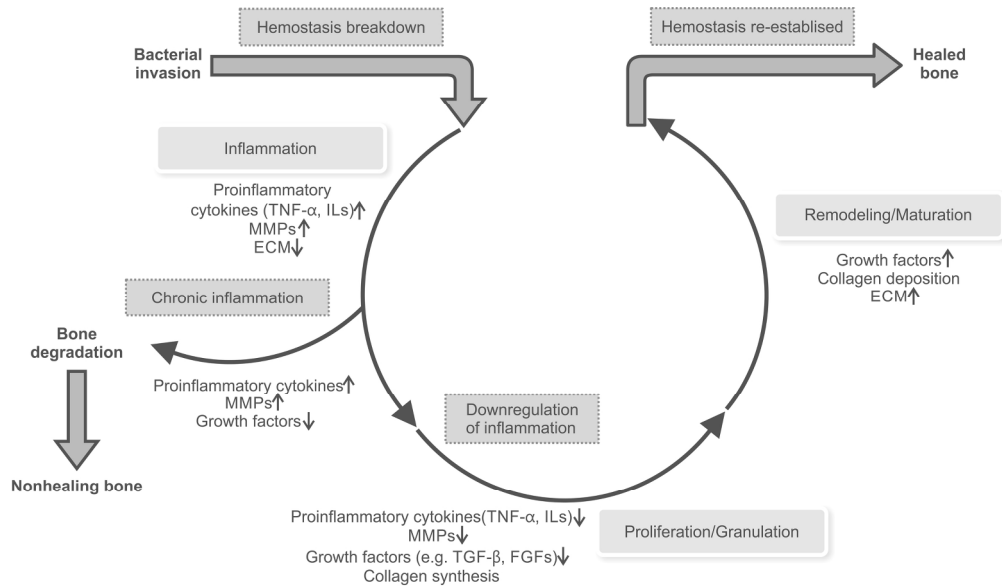 Hemostasis breakdown
Bacterial
invasion
Hemostasis re-establised
Healed
bone
Inflammation
Proinflammatory
cytokines (TNF-α, ILs)↑
MMPs↑
ECM↓
Remodeling/Maturation
Growth factors↑
Collagen deposition
ECM↑
Chronic inflammation
Bone
degradation
Proinflammatory cytokines↑
MMPs↑
Growth factors↓
Nonhealing bone
Downregulation
of inflammation
Proinflammatory cytokines(TNF-α, ILs)↓
MMPs↓
Growth factors (e.g. TGF-β, FGFs)↓
Collagen synthesis
Proliferation/Granulation